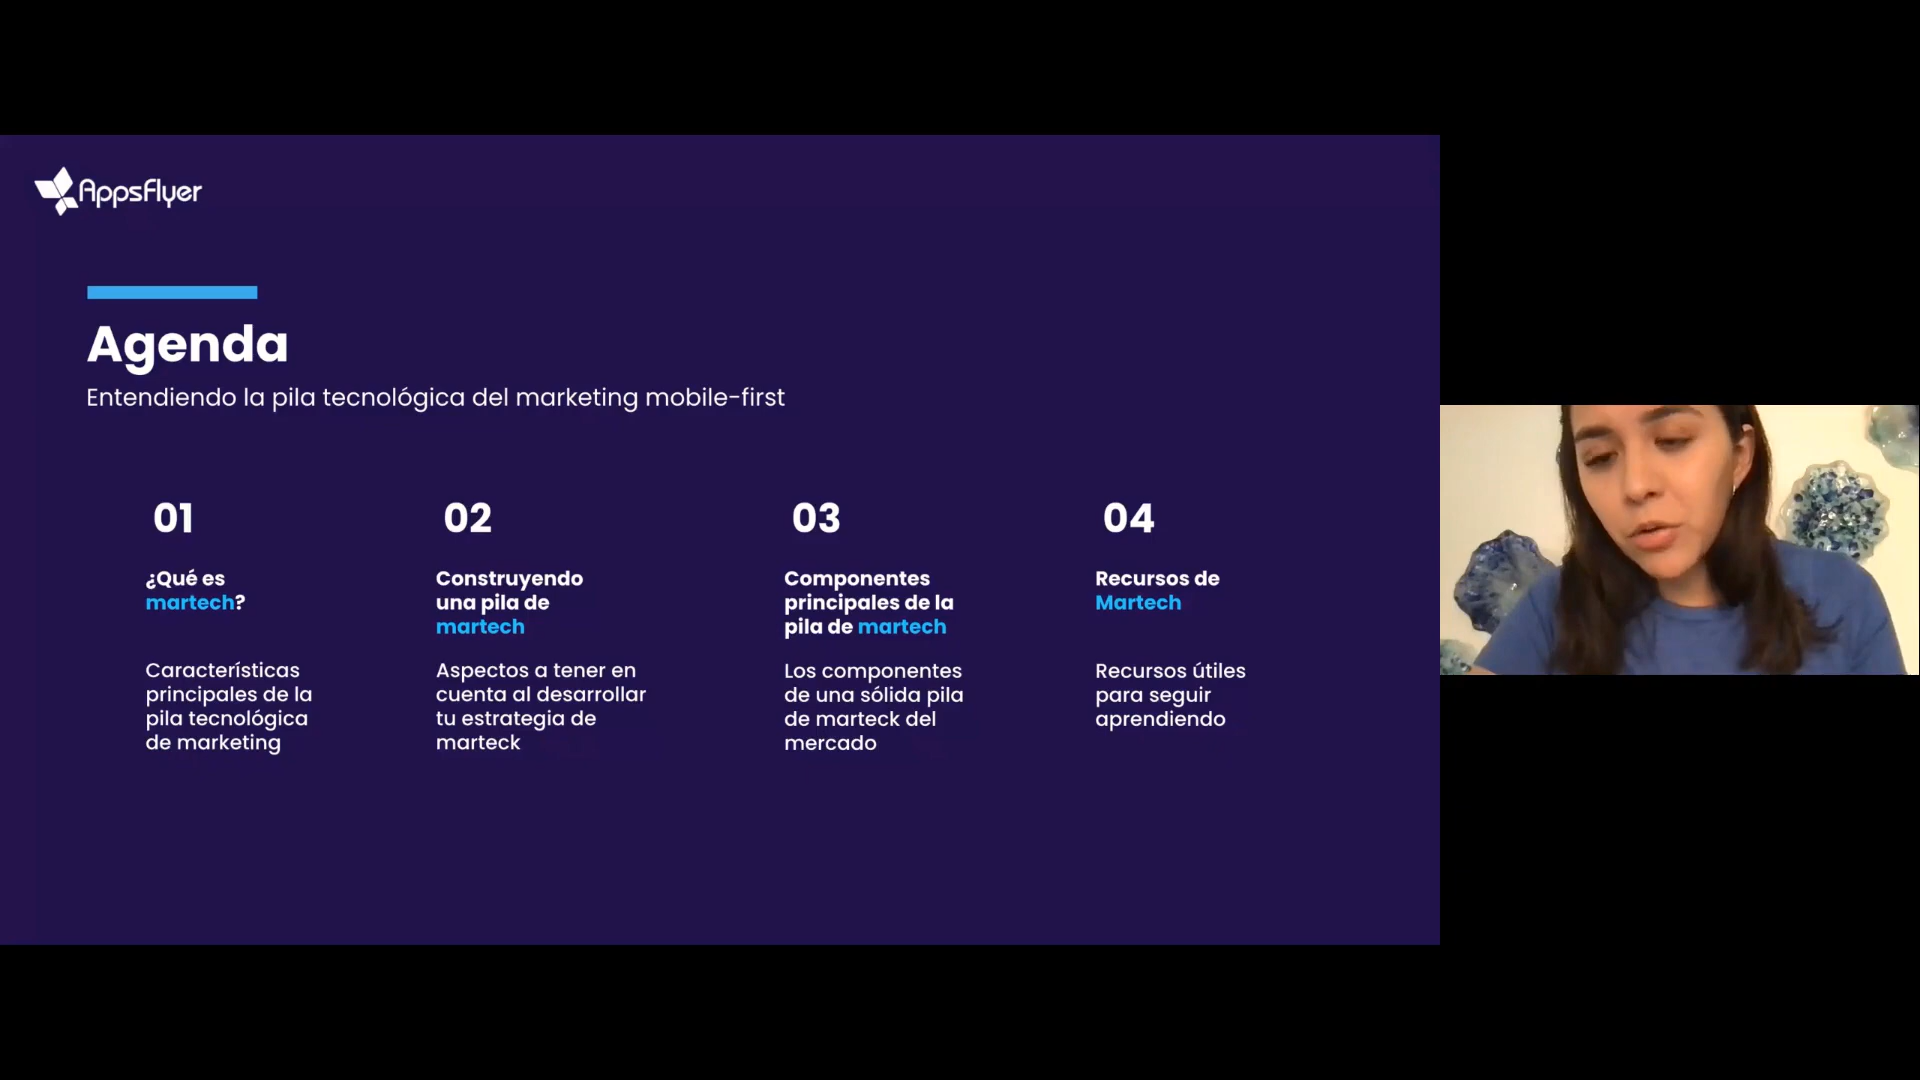 AppsFlyer
Agenda
Entendiendo la pila tecnológica del marketing mobile-first
01
¿Qué es
martech?
Características
principales de la
pila tecnológica
de marketing
02
Construyendo
una pila de
martech
Aspectos a tener en
cuenta al desarrollar
tu estrategia de
marteck
03
Componentes
principales de la
pila de martech
Los componentes
de una sólida pila
de marteck del
mercado
04
Recursos de
Martech
Recursos útiles
para seguir
aprendiendo